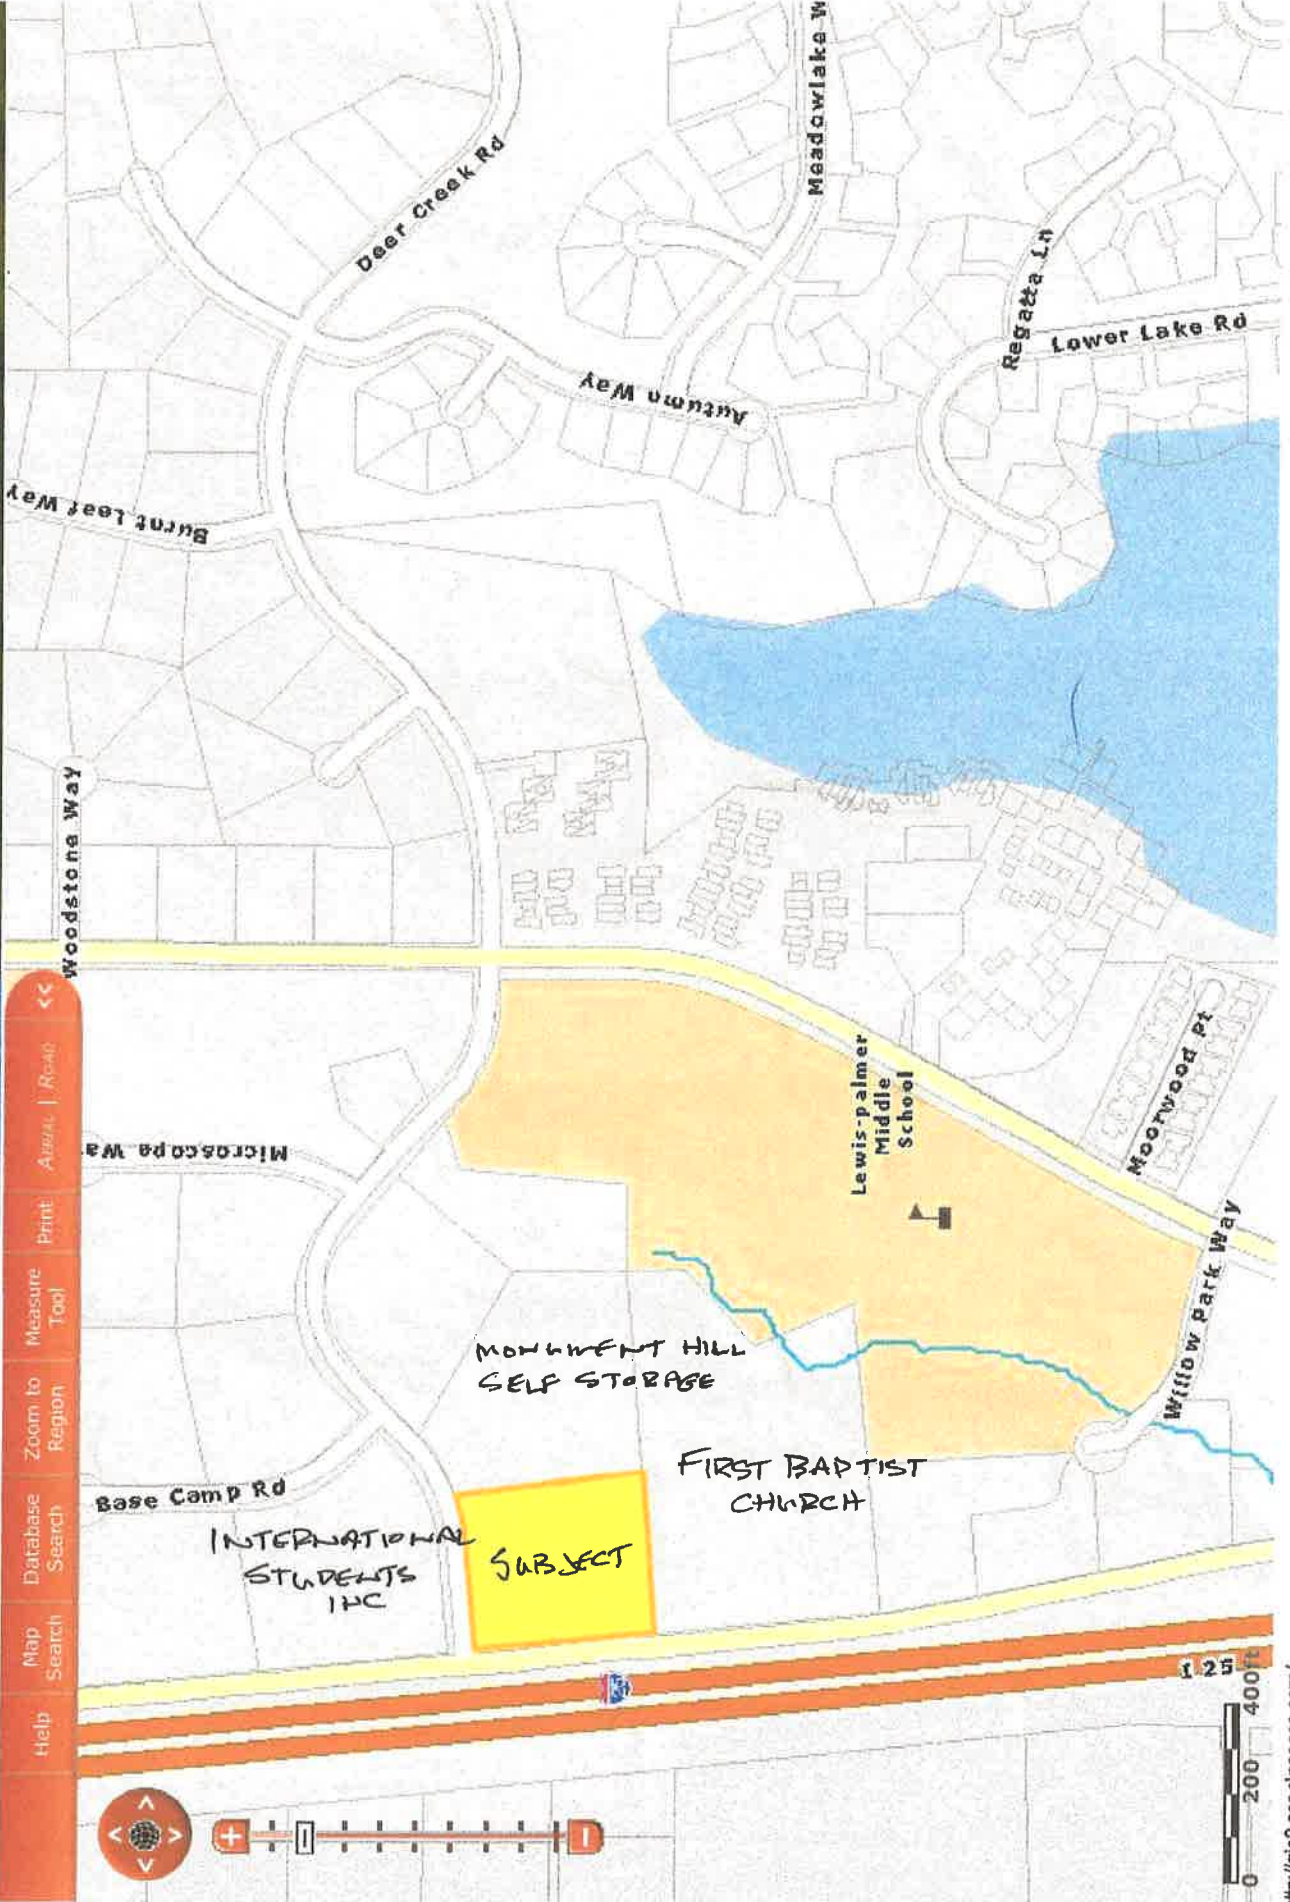 Help
Map
Search
Database
Search
Zoom to
Region
Measure
Tool
Print
AERIAL | ROAD
<<
Woodstone Way
Burnt Leaf Way
Deer Creek Rd
Meadowlake W
Autumn Way
Regatta Ln
Lower Lake Rd
Microscope Wa
Base Camp Rd
Lewis-palmer
Middle
School
Moorwood Pt
Willow Park Way
MONUMENT HILL
SELF STORAGE
FIRST BAPTIST
CHURCH
INTERNATIONAL
STUDENTS
INC
SUBJECT
I 25
0 200 400ft